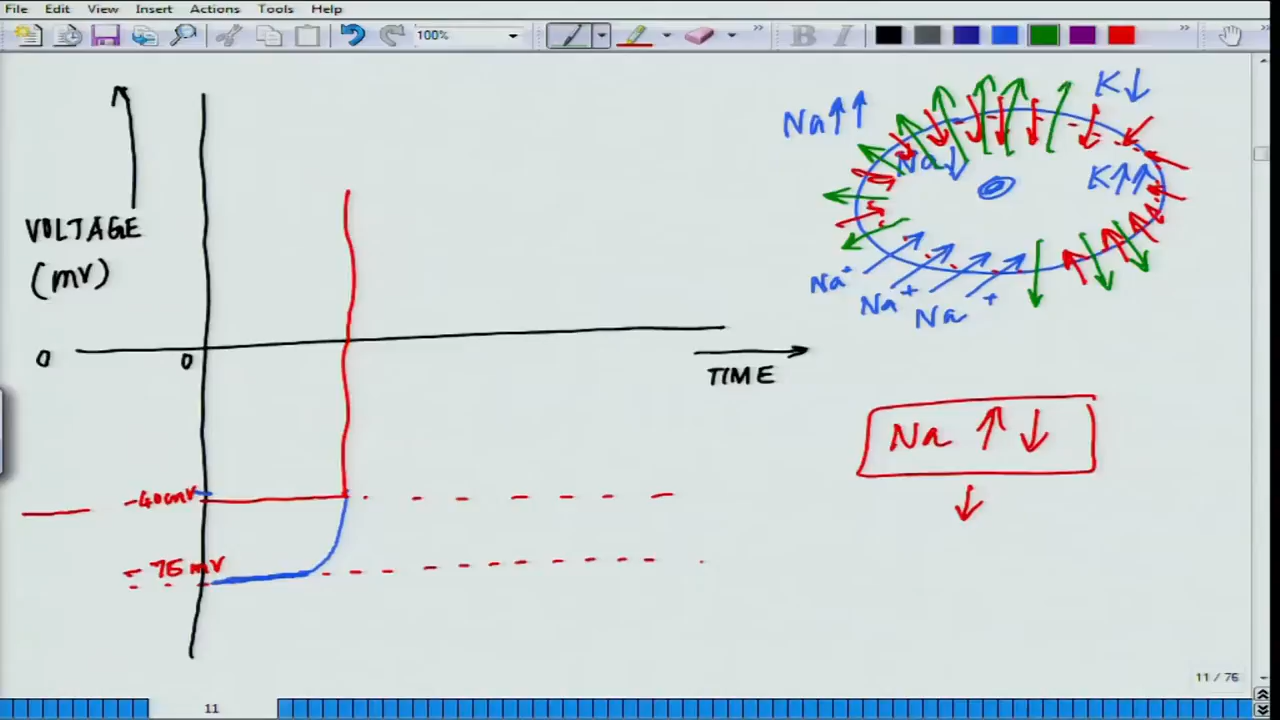 File Edit View Insert Actions Tools Help
100%
B I
Na↑↑
K↓
Na↓
K↑↑
VOLTAGE
(mv)
Na+
Na+
Na+
0
0
TIME
Na ↑↓
↓
-40mv
-75mv
11 / 76
11